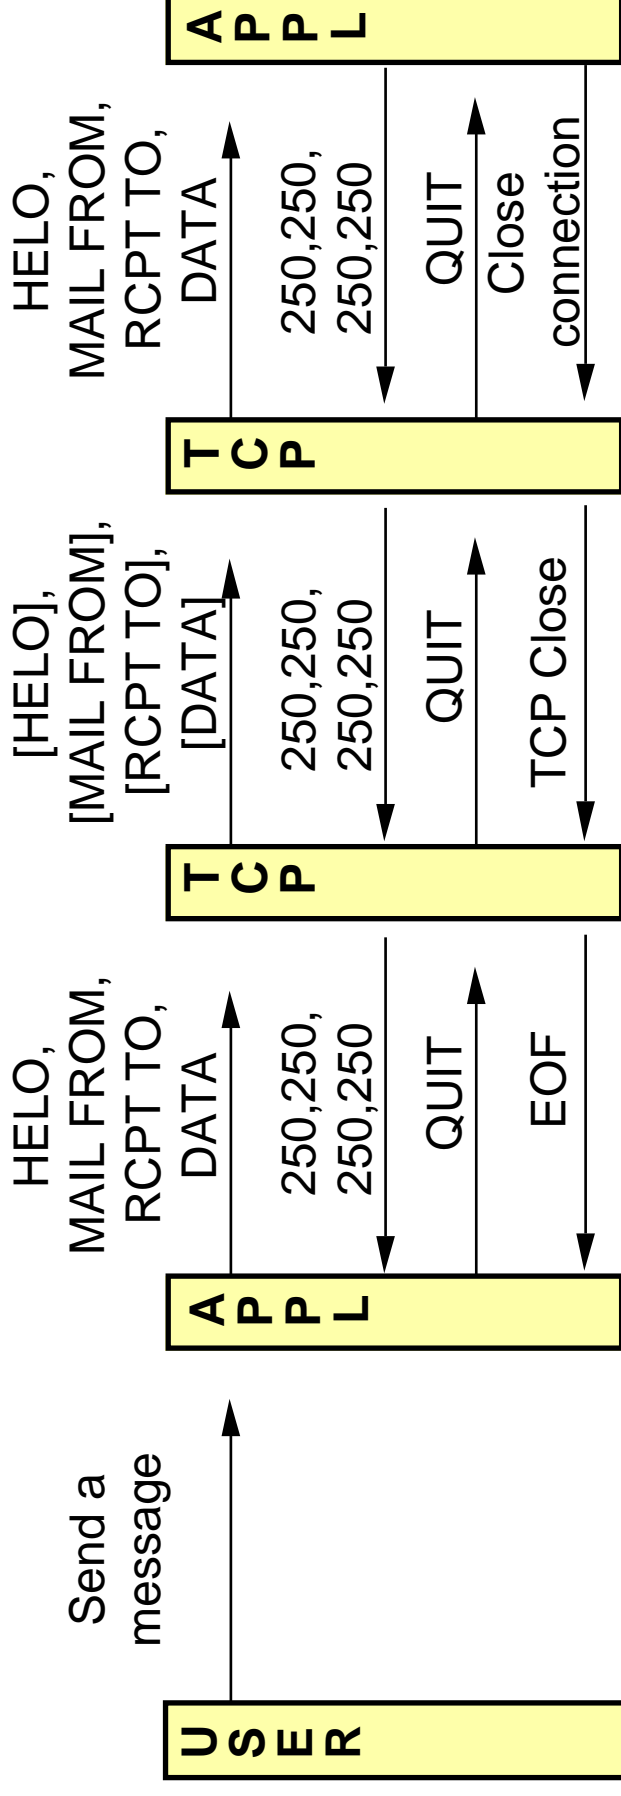 Send a
message
HELO,
MAIL FROM,
RCPT TO,
DATA
[HELO],
[MAIL FROM],
[RCPT TO],
[DATA]
HELO,
MAIL FROM,
RCPT TO,
DATA
USER
APPL
TCP
TCP
APPL
250,250,
250,250
250,250,
250,250
250,250,
250,250
QUIT
QUIT
QUIT
EOF
TCP Close
Close
connection